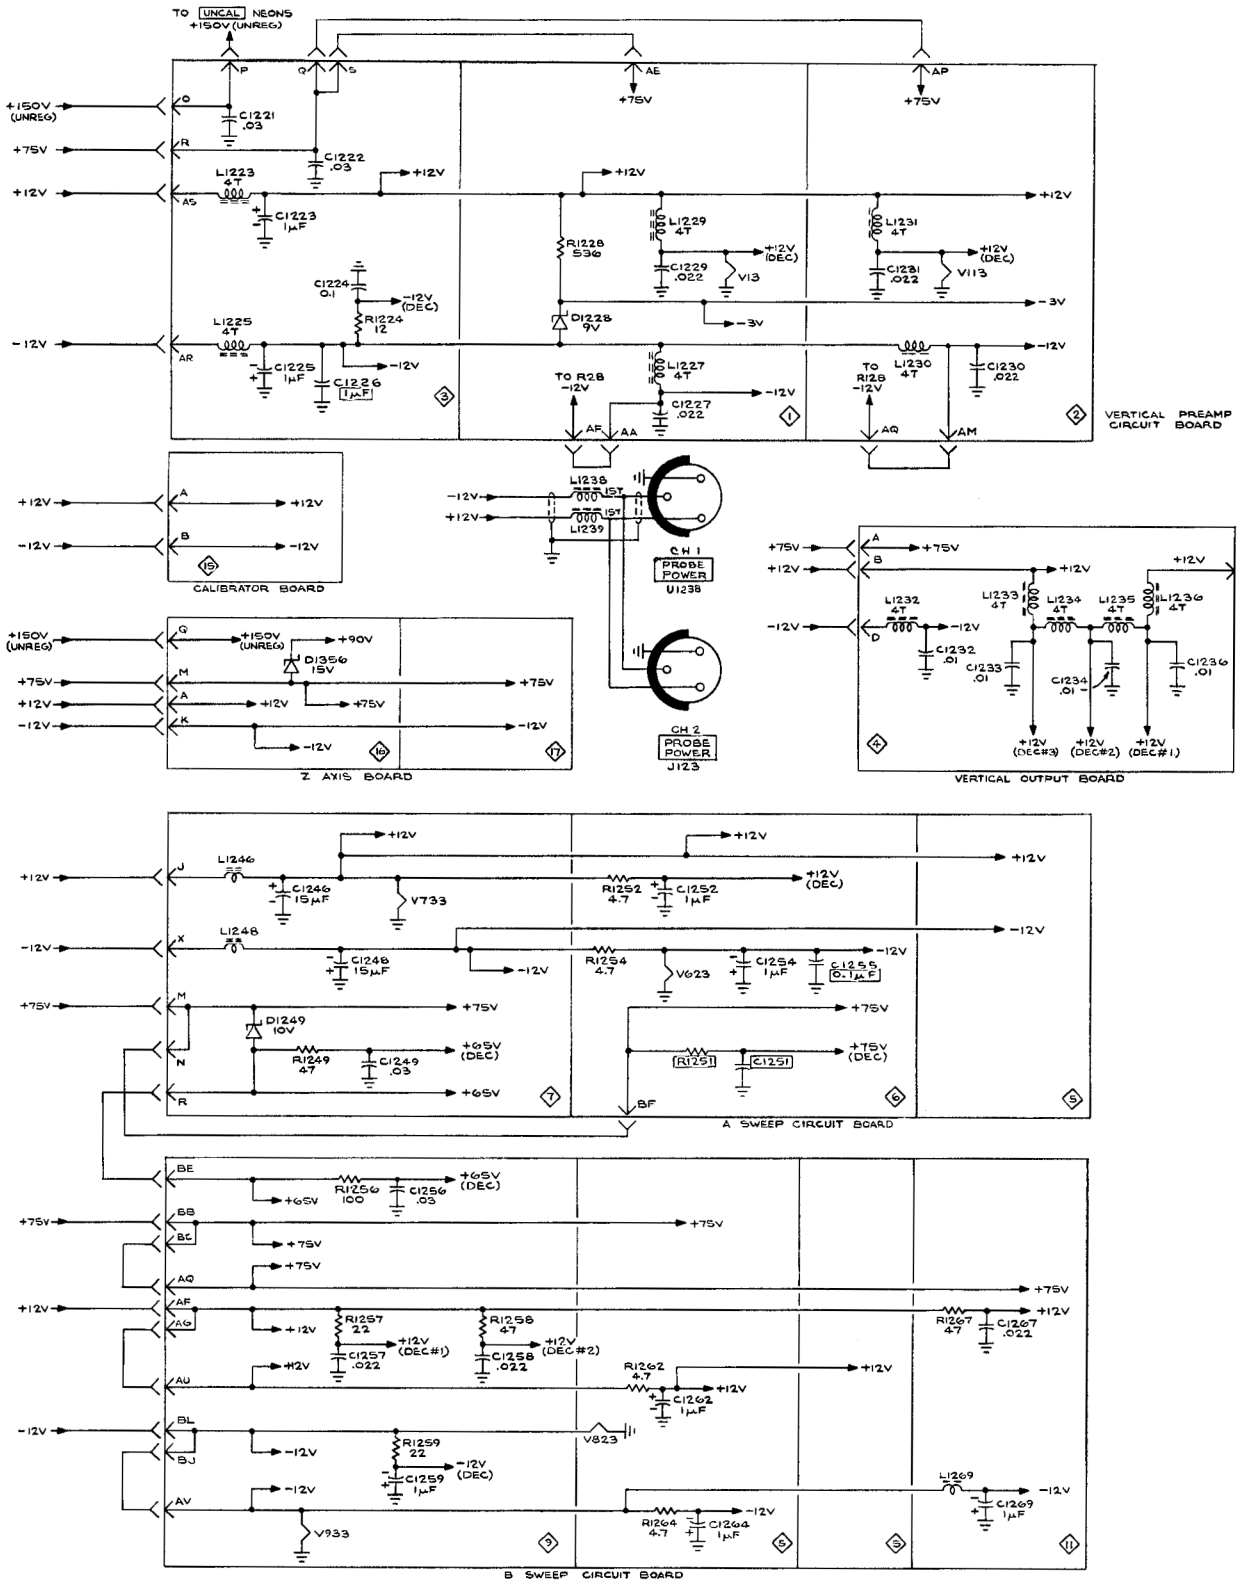 TO UNCAL NEONS
+150V (UNREG)
P
Q
S
AE
+75V
AP
+75V
+150V
(UNREG)
O
C1221
.03
+75V
R
C1222
.03
+12V
AS
L1223
4T
C1223
1µF
+12V
+12V
+12V
R1228
536
L1229
4T
+12V
(DEC)
C1229
.022
V13
L1231
4T
+12V
(DEC)
C1231
.022
V113
C1224
0.1
-12V
(DEC)
R1224
12
D1228
9V
-3V
-3V
-12V
AR
L1225
4T
C1225
1µF
C1226
1µF
-12V
L1227
4T
-12V
C1227
.022
TO R28
-12V
AF
AA
L1230
4T
C1230
.022
-12V
TO
R128
-12V
AQ
AM
3
1
2
VERTICAL PREAMP
CIRCUIT BOARD
+12V
A
+12V
-12V
B
-12V
15
CALIBRATOR BOARD
-12V
+12V
L1238
15T
15T
L1239
CH 1
PROBE
POWER
U1238
CH 2
PROBE
POWER
J123
+75V
A
+75V
+12V
B
+12V
+12V
-12V
D
L1232
4T
-12V
C1232
.01
L1233
4T
L1234
4T
L1235
4T
L1236
4T
C1233
.01
C1234
.01
C1236
.01
+12V
(DEC#3)
+12V
(DEC#2)
+12V
(DEC#1)
4
VERTICAL OUTPUT BOARD
+150V
(UNREG)
Q
+150V
(UNREG)
+90V
D1356
15V
+75V
M
+75V
+75V
+12V
A
+12V
-12V
K
-12V
-12V
16
17
Z AXIS BOARD
+12V
J
L1246
C1246
15µF
+12V
V733
+12V
+12V
R1252
4.7
C1252
1µF
+12V
(DEC)
-12V
X
L1248
C1248
15µF
-12V
-12V
R1254
4.7
V623
C1254
1µF
C1255
0.1µF
-12V
+75V
M
+75V
D1249
10V
N
R1249
47
C1249
.03
+65V
(DEC)
R
+65V
+75V
R1251
C1251
+75V
(DEC)
BF
7
6
5
A SWEEP CIRCUIT BOARD
BE
R1256
100
C1256
.03
+65V
(DEC)
+65V
+75V
BB
+75V
BC
+75V
+75V
AQ
+75V
+12V
AF
+12V
AG
+12V
R1257
22
+12V
(DEC#1)
C1257
.022
R1258
47
+12V
(DEC#2)
C1258
.022
R1267
47
C1267
.022
+12V
AU
R1262
4.7
+12V
+12V
C1262
1µF
-12V
BL
V823
BJ
-12V
R1259
22
-12V
(DEC)
C1259
1µF
AV
-12V
V933
R1264
4.7
C1264
1µF
-12V
L1269
-12V
C1269
1µF
9
5
11
B SWEEP CIRCUIT BOARD